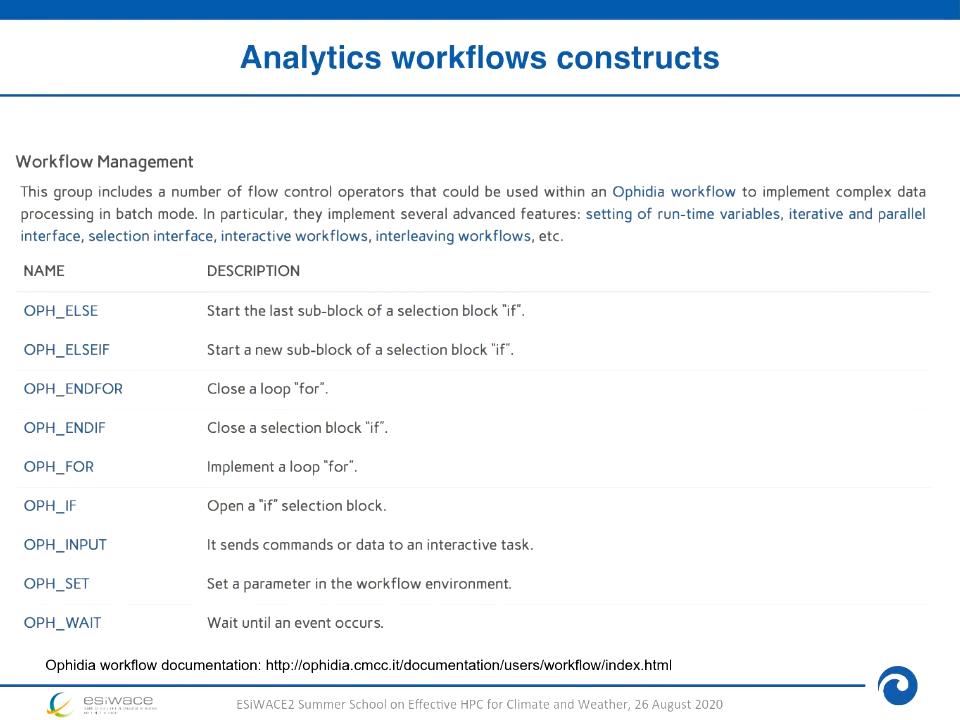 Analytics workflows constructs
Workflow Management
This group includes a number of flow control operators that could be used within an Ophidia workflow to implement complex data
processing in batch mode. In particular, they implement several advanced features: setting of run-time variables, iterative and parallel
interface, selection interface, interactive workflows, interleaving workflows, etc.
NAME DESCRIPTION
OPH_ELSE Start the last sub-block of a selection block "if".
OPH_ELSEIF Start a new sub-block of a selection block "if".
OPH_ENDFOR Close a loop "for".
OPH_ENDIF Close a selection block "if".
OPH_FOR Implement a loop "for".
OPH_IF Open a "if" selection block.
OPH_INPUT It sends commands or data to an interactive task.
OPH_SET Set a parameter in the workflow environment.
OPH_WAIT Wait until an event occurs.
Ophidia workflow documentation: http://ophidia.cmcc.it/documentation/users/workflow/index.html
esiwace
ESiWACE2 Summer School on Effective HPC for Climate and Weather, 26 August 2020